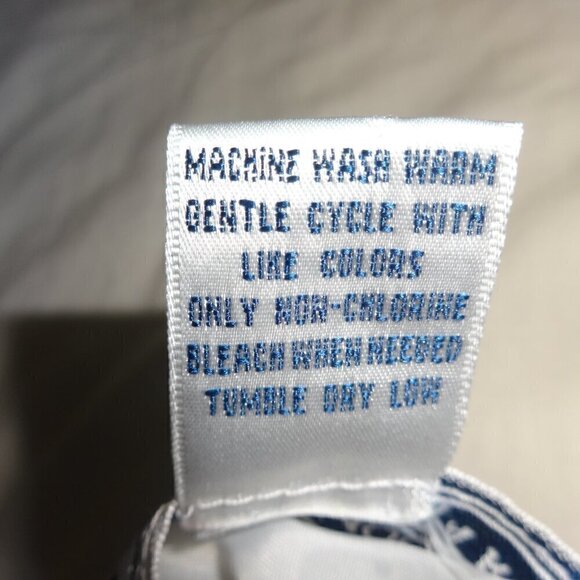 MACHINE WASH WARM
GENTLE CYCLE WITH
LIKE COLORS
ONLY NON-CHLORINE
BLEACH WHEN NEEDED
TUMBLE DRY LOW